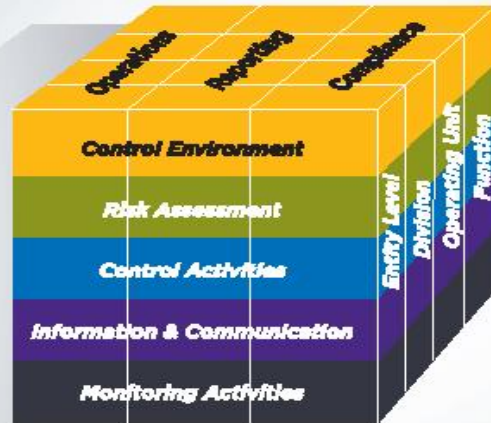 Operations
Reporting
Compliance
Control Environment
Risk Assessment
Control Activities
Information & Communication
Monitoring Activities
Entity Level
Division
Operating Unit
Function